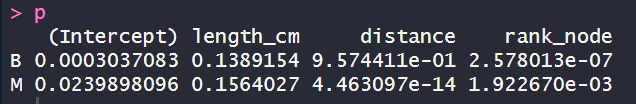 > p
(Intercept) length_cm distance rank_node
B 0.0003037083 0.1389154 9.574411e-01 2.578013e-07
M 0.0239898096 0.1564027 4.463097e-14 1.922670e-03